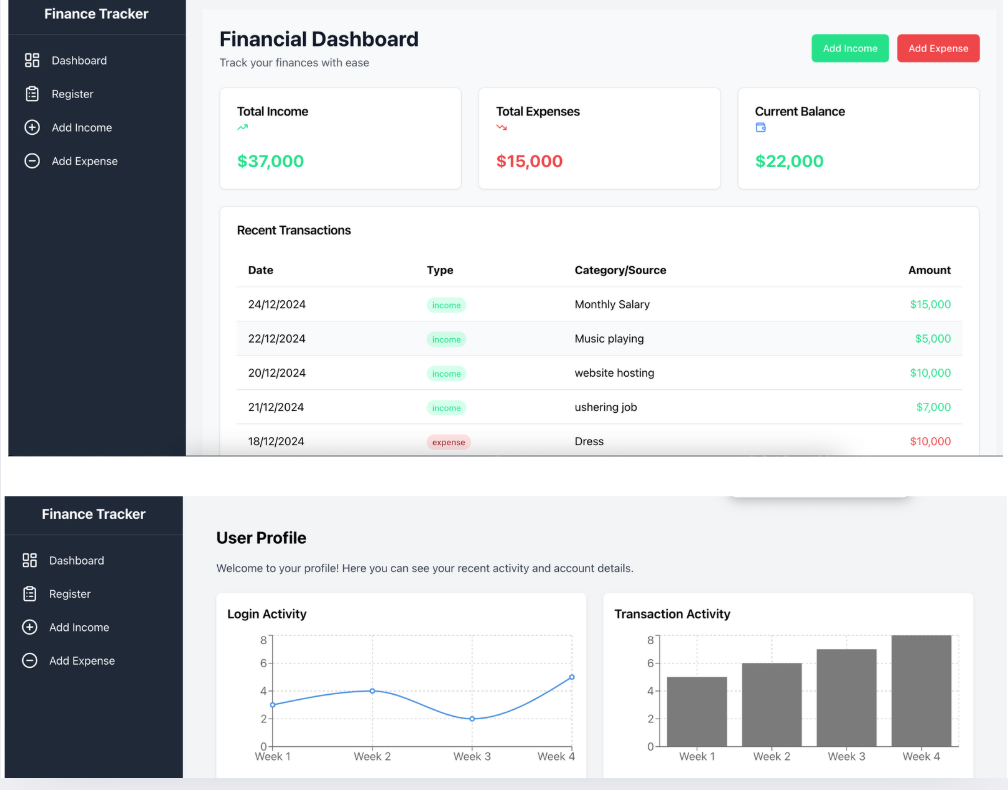 Finance Tracker
Dashboard
Register
Add Income
Add Expense
Financial Dashboard
Track your finances with ease
Add Income
Add Expense
Total Income
$37,000
Total Expenses
$15,000
Current Balance
$22,000
Recent Transactions
Date Type Category/Source Amount
24/12/2024 income Monthly Salary $15,000
22/12/2024 income Music playing $5,000
20/12/2024 income website hosting $10,000
21/12/2024 income ushering job $7,000
18/12/2024 expense Dress $10,000
Finance Tracker
Dashboard
Register
Add Income
Add Expense
User Profile
Welcome to your profile! Here you can see your recent activity and account details.
Login Activity
8
6
4
2
0
Week 1 Week 2 Week 3 Week 4
Transaction Activity
8
6
4
2
0
Week 1 Week 2 Week 3 Week 4